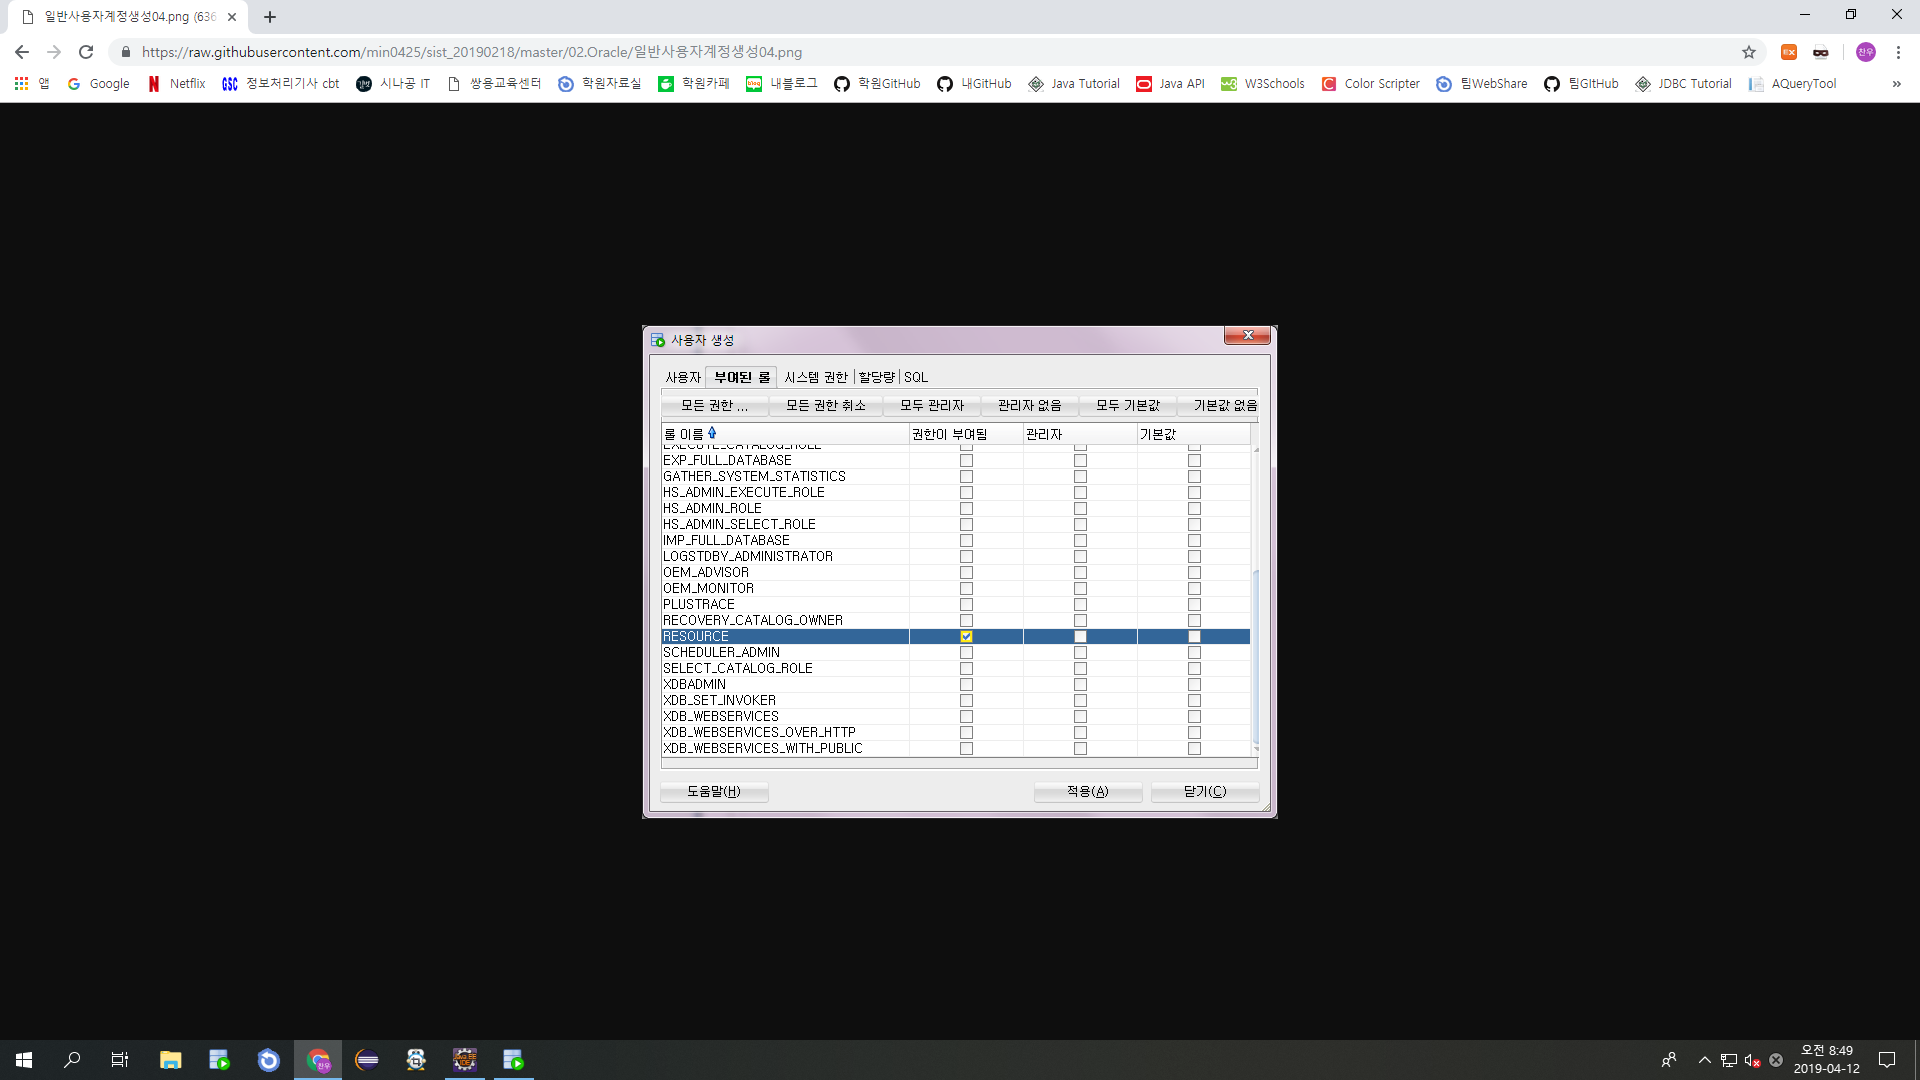 일반사용자계정생성04.png (636
https://raw.githubusercontent.com/min0425/sist_20190218/master/02.Oracle/일반사용자계정생성04.png
찬우
앱 Google Netflix 정보처리기사 cbt 시나공 IT 쌍용교육센터 학원자료실 학원카페 내블로그 학원GitHub 내GitHub Java Tutorial Java API W3Schools Color Scripter 팀WebShare 팀GItHub JDBC Tutorial AQueryTool »
사용자 생성
사용자 부여된 롤 시스템 권한 할당량 SQL
모든 권한 ... 모든 권한 취소 모두 관리자 관리자 없음 모두 기본값 기본값 없음
롤 이름 권한이 부여됨 관리자 기본값
EXECUTE_CATALOG_ROLE
EXP_FULL_DATABASE
GATHER_SYSTEM_STATISTICS
HS_ADMIN_EXECUTE_ROLE
HS_ADMIN_ROLE
HS_ADMIN_SELECT_ROLE
IMP_FULL_DATABASE
LOGSTDBY_ADMINISTRATOR
OEM_ADVISOR
OEM_MONITOR
PLUSTRACE
RECOVERY_CATALOG_OWNER
RESOURCE
SCHEDULER_ADMIN
SELECT_CATALOG_ROLE
XDBADMIN
XDB_SET_INVOKER
XDB_WEBSERVICES
XDB_WEBSERVICES_OVER_HTTP
XDB_WEBSERVICES_WITH_PUBLIC
도움말(H) 적용(A) 닫기(C)
찬우
오전 8:49
2019-04-12